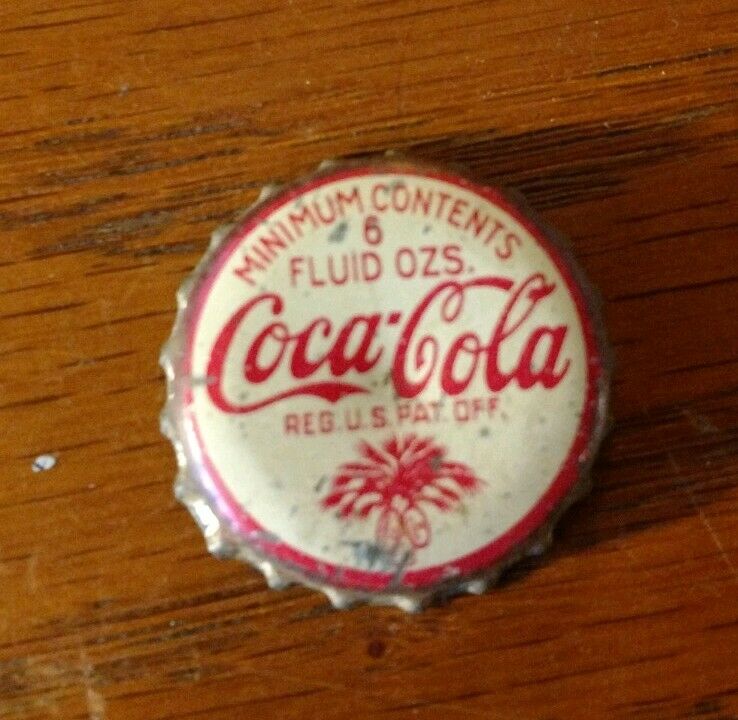 MINIMUM CONTENTS
6
FLUID OZS.
Coca-Cola
REG. U.S. PAT. OFF.